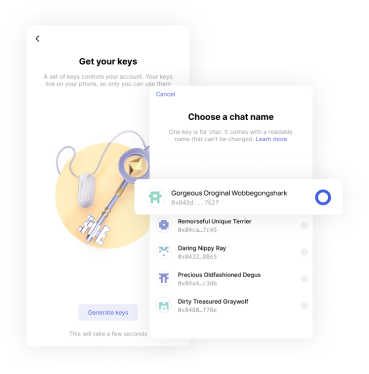 Get your keys
A set of keys controls your account. Your keys
live on your phone, so only you can use them
Generate keys
This will take a few seconds
Cancel
Choose a chat name
One key is for chat, it comes with a readable
name that can't be changed. Learn more
Gorgeous Oroginal Wobbegongshark
0x043d...762f
Remorseful Unique Terrier
0x04ca…7c45
Daring Nippy Ray
0x0432…89e5
Precious Oldfashioned Degus
0x04a4…c3db
Dirty Treasured Graywolf
0x0488…f78e